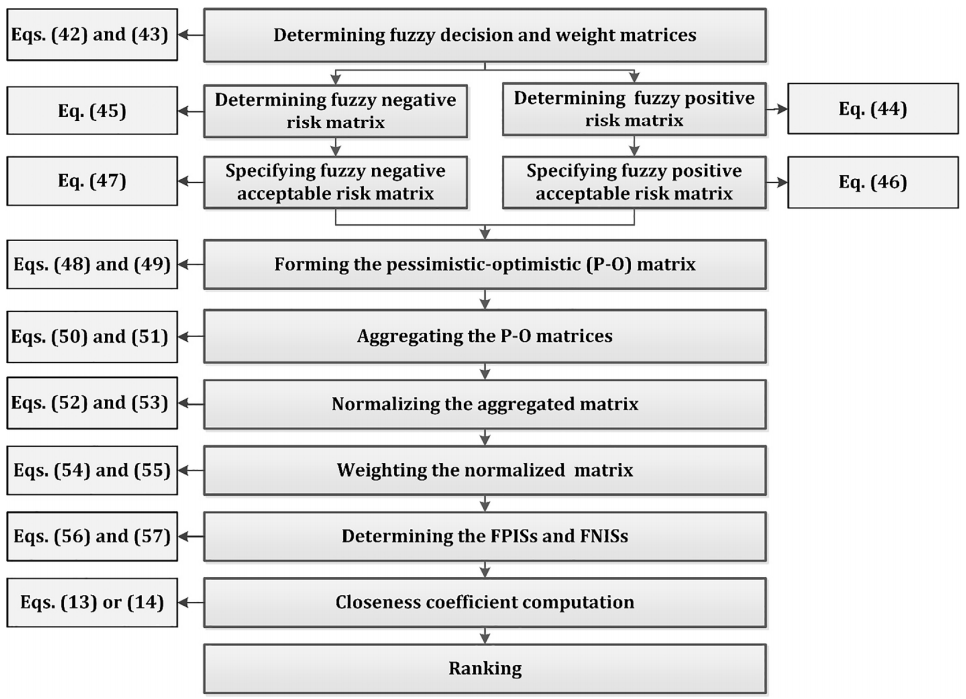 Eqs. (42) and (43)
Determining fuzzy decision and weight matrices
Eq. (45)
Determining fuzzy negative
risk matrix
Determining fuzzy positive
risk matrix
Eq. (44)
Eq. (47)
Specifying fuzzy negative
acceptable risk matrix
Specifying fuzzy positive
acceptable risk matrix
Eq. (46)
Eqs. (48) and (49)
Forming the pessimistic-optimistic (P-O) matrix
Eqs. (50) and (51)
Aggregating the P-O matrices
Eqs. (52) and (53)
Normalizing the aggregated matrix
Eqs. (54) and (55)
Weighting the normalized matrix
Eqs. (56) and (57)
Determining the FPISs and FNISs
Eqs. (13) or (14)
Closeness coefficient computation
Ranking